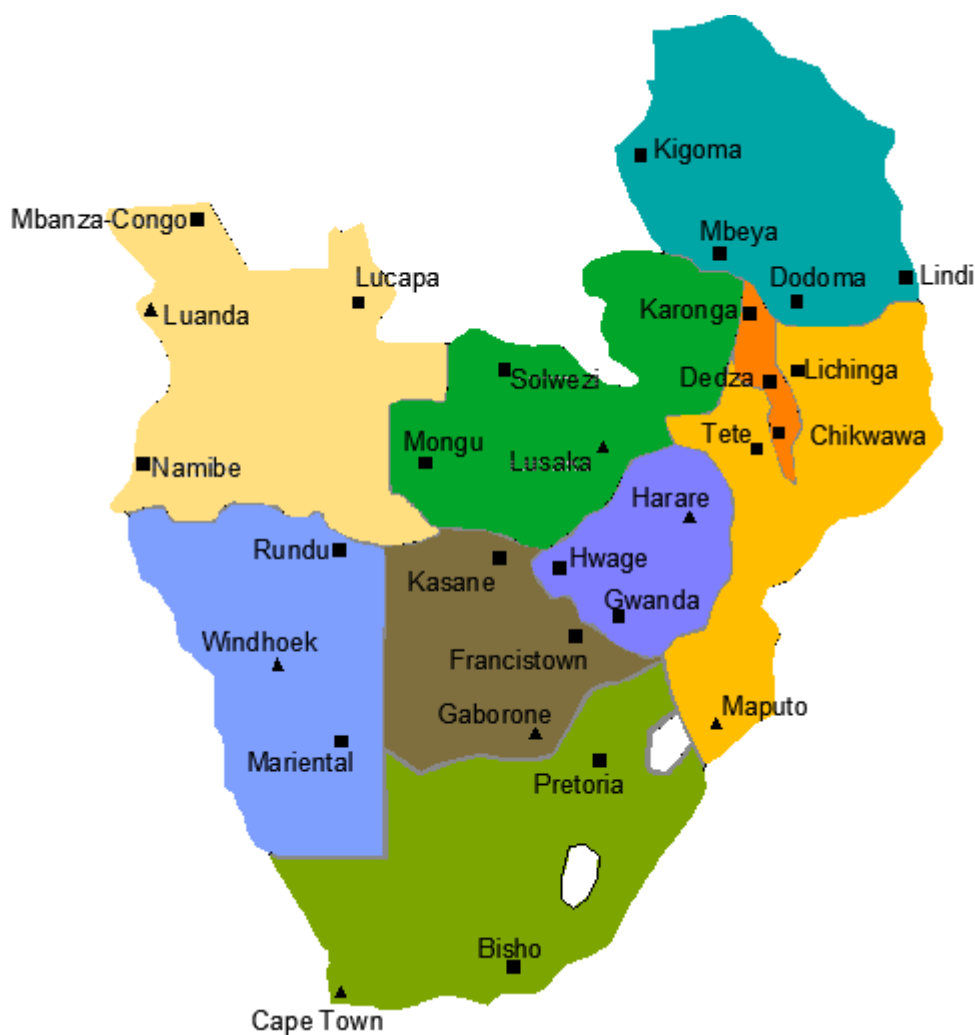 Kigoma
Mbanza-Congo
Mbeya
Lucapa
Dodoma
Lindi
Luanda
Karonga
Solwezi
Dedza
Lichinga
Mongu
Lusaka
Tete
Chikwawa
Namibe
Harare
Rundu
Kasane
Hwage
Gwanda
Windhoek
Francistown
Gaborone
Maputo
Mariental
Pretoria
Bisho
Cape Town